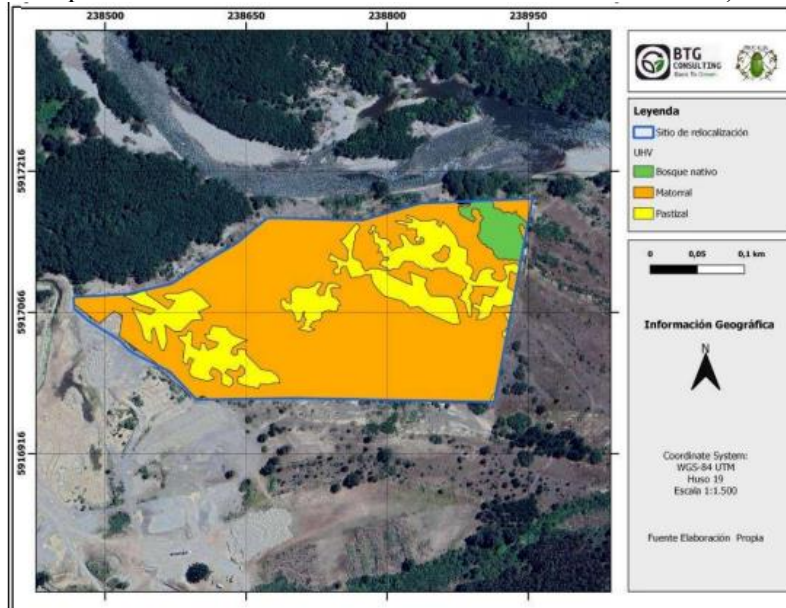 238500 238650 238800 238950
5917216
5917066
5916916
BTG
CONSULTING
Back To Green
Leyenda
Sitio de relocalización
UHV
Bosque nativo
Matorral
Pastizal
0 0,05 0,1 km
Información Geográfica
N
Coordinate System:
WGS-84 UTM
Huso 19
Escala 1:1.500
Fuente Elaboración Propia